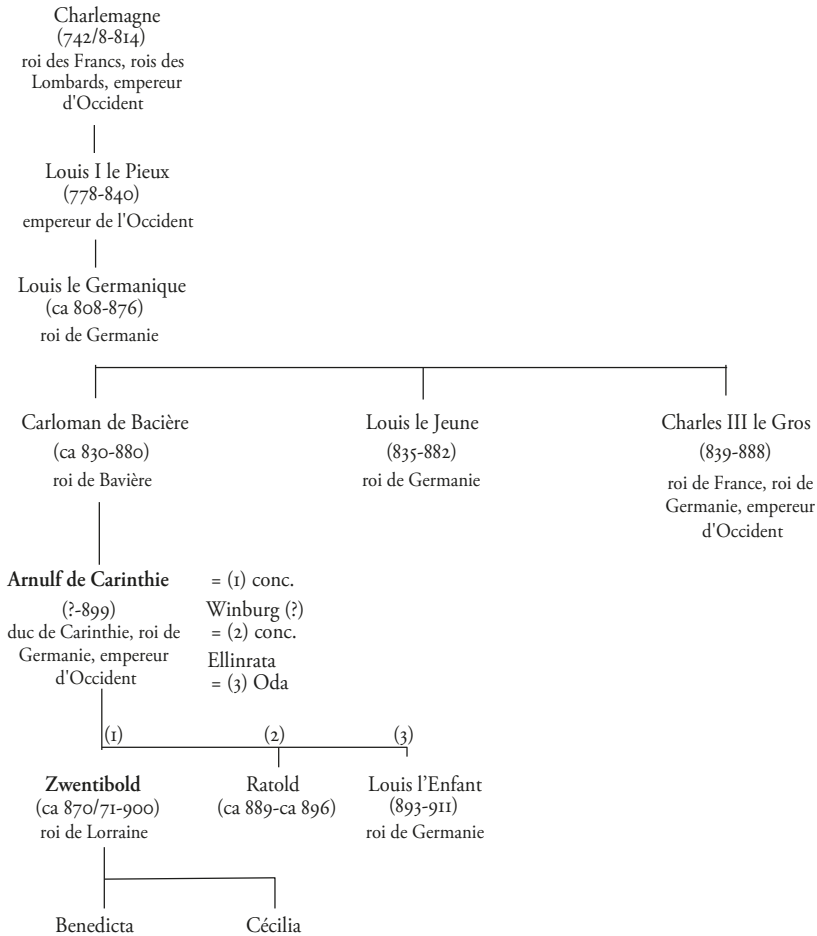 Charlemagne
(742/8-814)
roi des Francs, rois des
Lombards, empereur
d'Occident
Louis I le Pieux
(778-840)
empereur de l'Occident
Louis le Germanique
(ca 808-876)
roi de Germanie
Carloman de Bacière
(ca 830-880)
roi de Bavière
Louis le Jeune
(835-882)
roi de Germanie
Charles III le Gros
(839-888)
roi de France, roi de
Germanie, empereur
d'Occident
Arnulf de Carinthie
(?-899)
duc de Carinthie, roi de
Germanie, empereur
d'Occident
= (1) conc.
Winburg (?)
= (2) conc.
Ellinrata
= (3) Oda
(1)
(2)
(3)
Zwentibold
(ca 870/71-900)
roi de Lorraine
Ratold
(ca 889-ca 896)
Louis l’Enfant
(893-911)
roi de Germanie
Benedicta
Cécilia